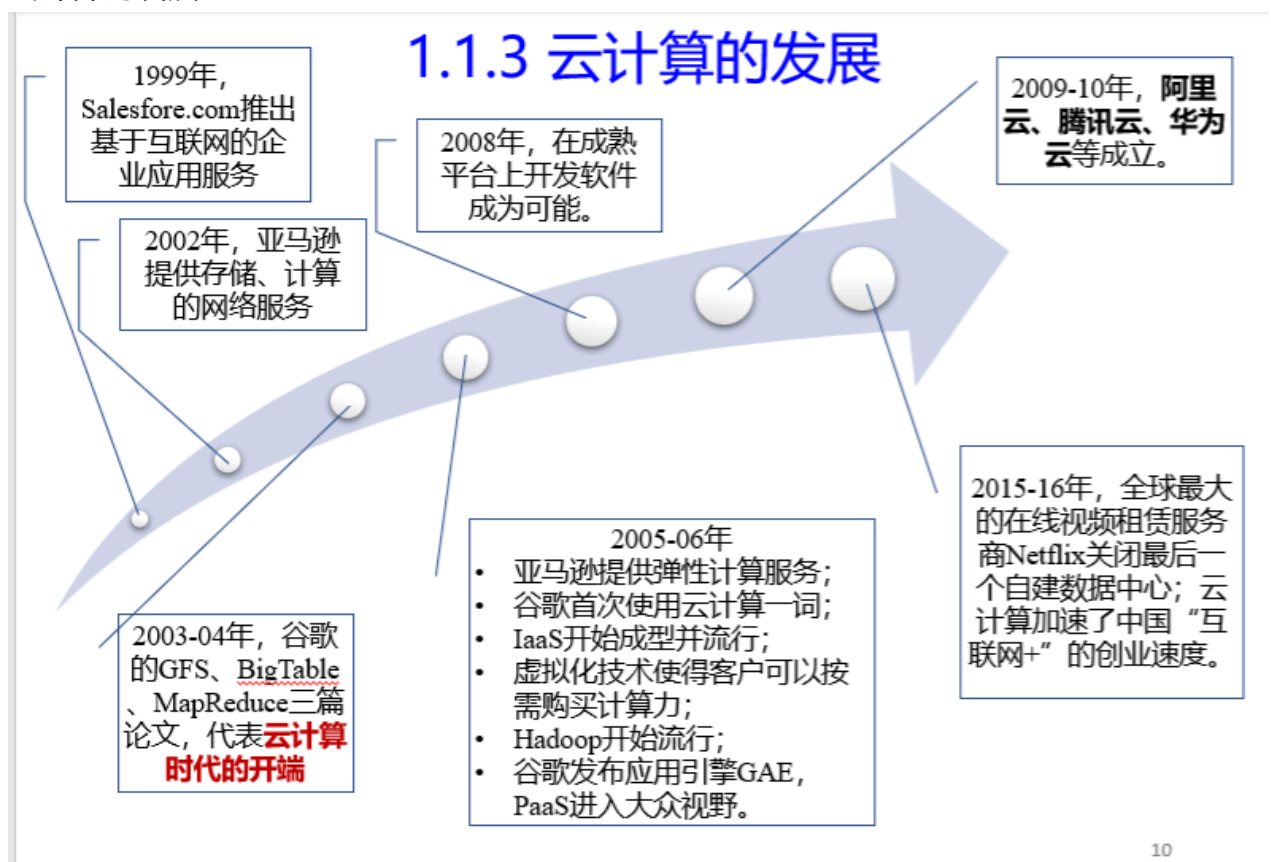 1.1.3 云计算的发展
1999年，
Salesfore.com推出
基于互联网的企
业应用服务
2002年，亚马逊
提供存储、计算
的网络服务
2003-04年，谷歌
的GFS、BigTable
、MapReduce三篇
论文，代表云计算
时代的开端
2005-06年
• 亚马逊提供弹性计算服务；
• 谷歌首次使用云计算一词；
• IaaS开始成型并流行；
• 虚拟化技术使得客户可以按
需购买计算力；
• Hadoop开始流行；
• 谷歌发布应用引擎GAE，
PaaS进入大众视野。
2008年，在成熟
平台上开发软件
成为可能。
2009-10年，阿里
云、腾讯云、华为
云等成立。
2015-16年，全球最大
的在线视频租赁服务
商Netflix关闭最后一
个自建数据中心；云
计算加速了中国“互
联网+”的创业速度。
10